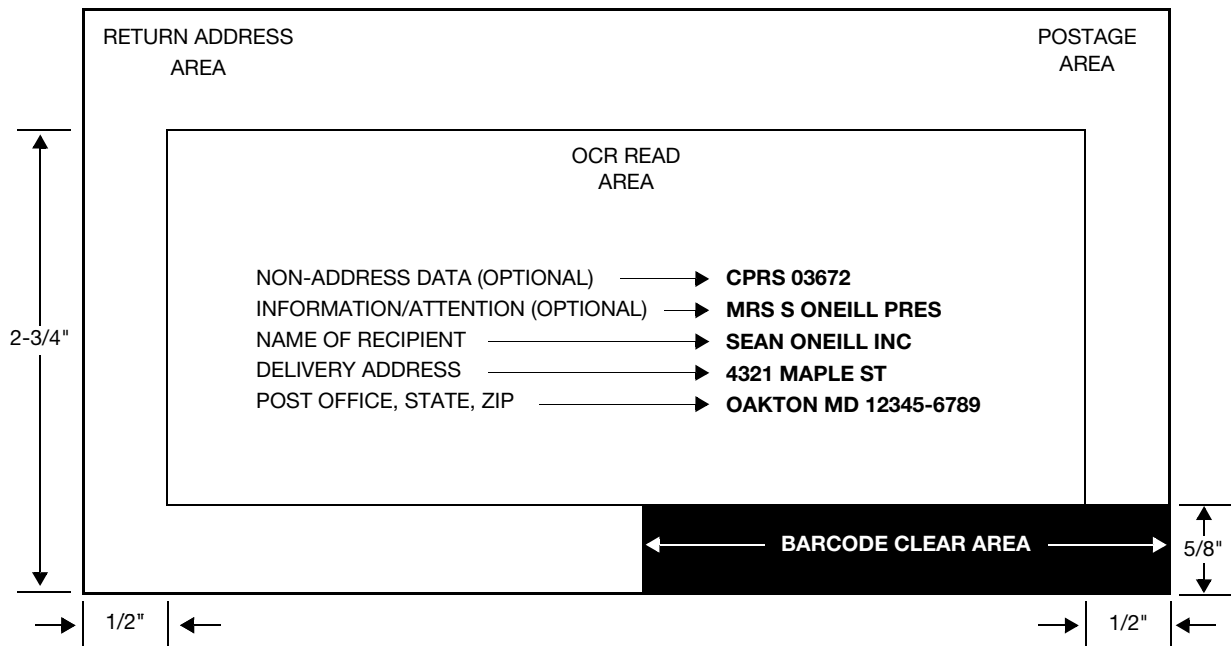 RETURN ADDRESS
AREA
POSTAGE
AREA
OCR READ
AREA
NON-ADDRESS DATA (OPTIONAL) CPRS 03672
INFORMATION/ATTENTION (OPTIONAL) MRS S ONEILL PRES
NAME OF RECIPIENT SEAN ONEILL INC
DELIVERY ADDRESS 4321 MAPLE ST
POST OFFICE, STATE, ZIP OAKTON MD 12345-6789
2-3/4"
BARCODE CLEAR AREA
5/8"
1/2"
1/2"